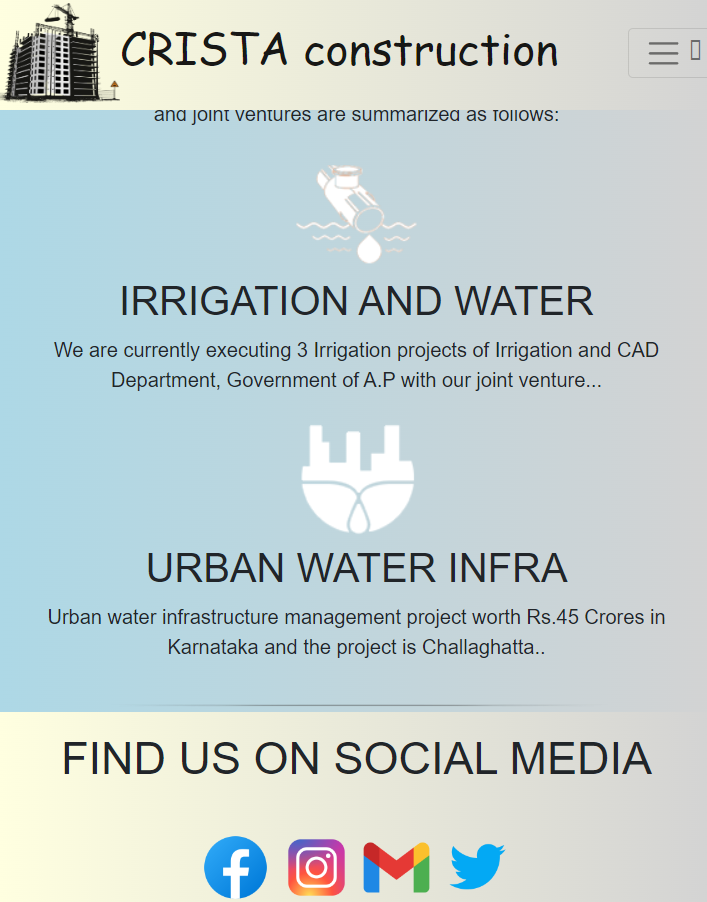 CRISTA construction
and joint ventures are summarized as follows:
IRRIGATION AND WATER
We are currently executing 3 Irrigation projects of Irrigation and CAD
Department, Government of A.P with our joint venture...
URBAN WATER INFRA
Urban water infrastructure management project worth Rs.45 Crores in
Karnataka and the project is Challaghatta..
FIND US ON SOCIAL MEDIA